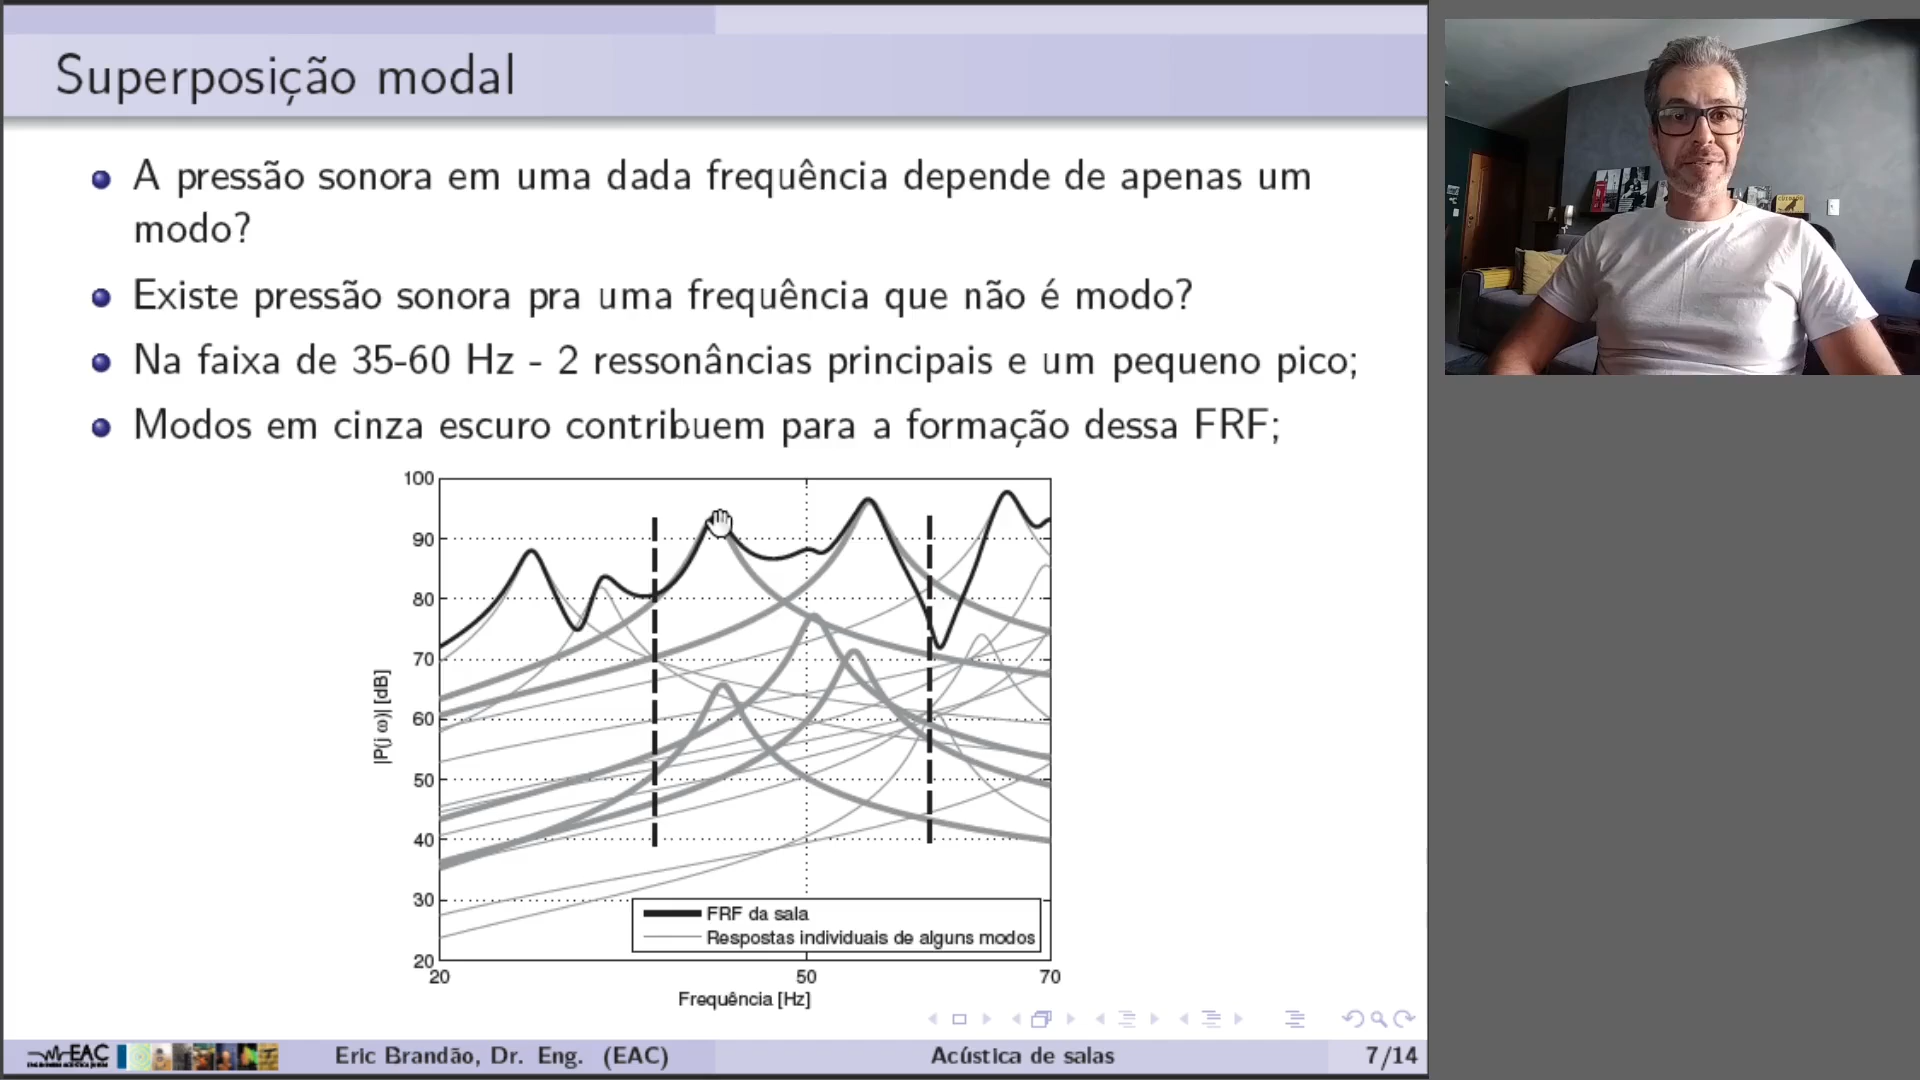 Superposição modal
A pressão sonora em uma dada frequência depende de apenas um
modo?
Existe pressão sonora pra uma frequência que não é modo?
Na faixa de 35-60 Hz - 2 ressonâncias principais e um pequeno pico;
Modos em cinza escuro contribuem para a formação dessa FRF;
100
90
80
70
60
50
40
30
20
|P(j ω)| [dB]
FRF da sala
Respostas individuais de alguns modos
20 50 70
Frequência [Hz]
EAC
Eric Brandão, Dr. Eng. (EAC) Acústica de salas 7/14